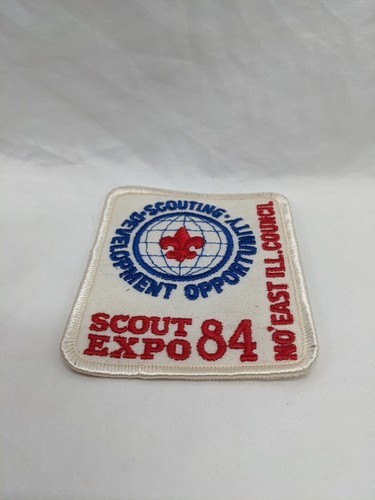 ·SCOUTING·
DEVELOPMENT OPPORTUNITY
SCOUT
EXPO 84
NO' EAST ILL. COUNCIL